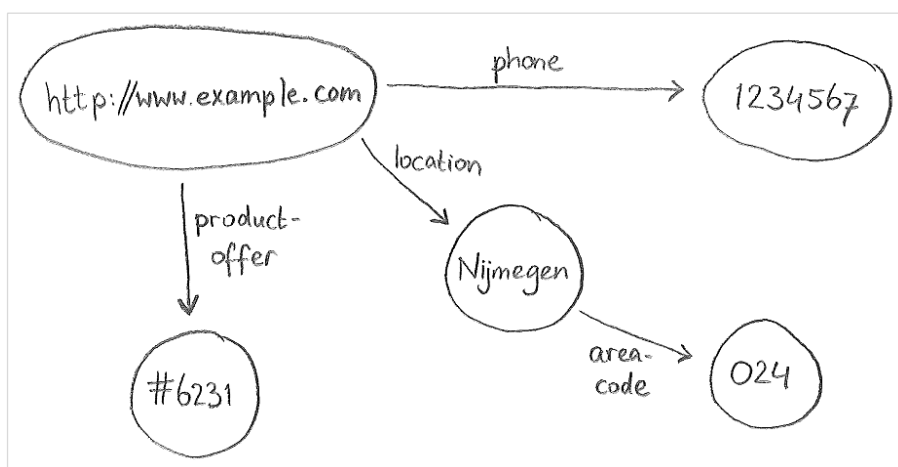 phone
http://www.example.com
1234567
location
product-
offer
Nijmegen
area-
code
024
#6231